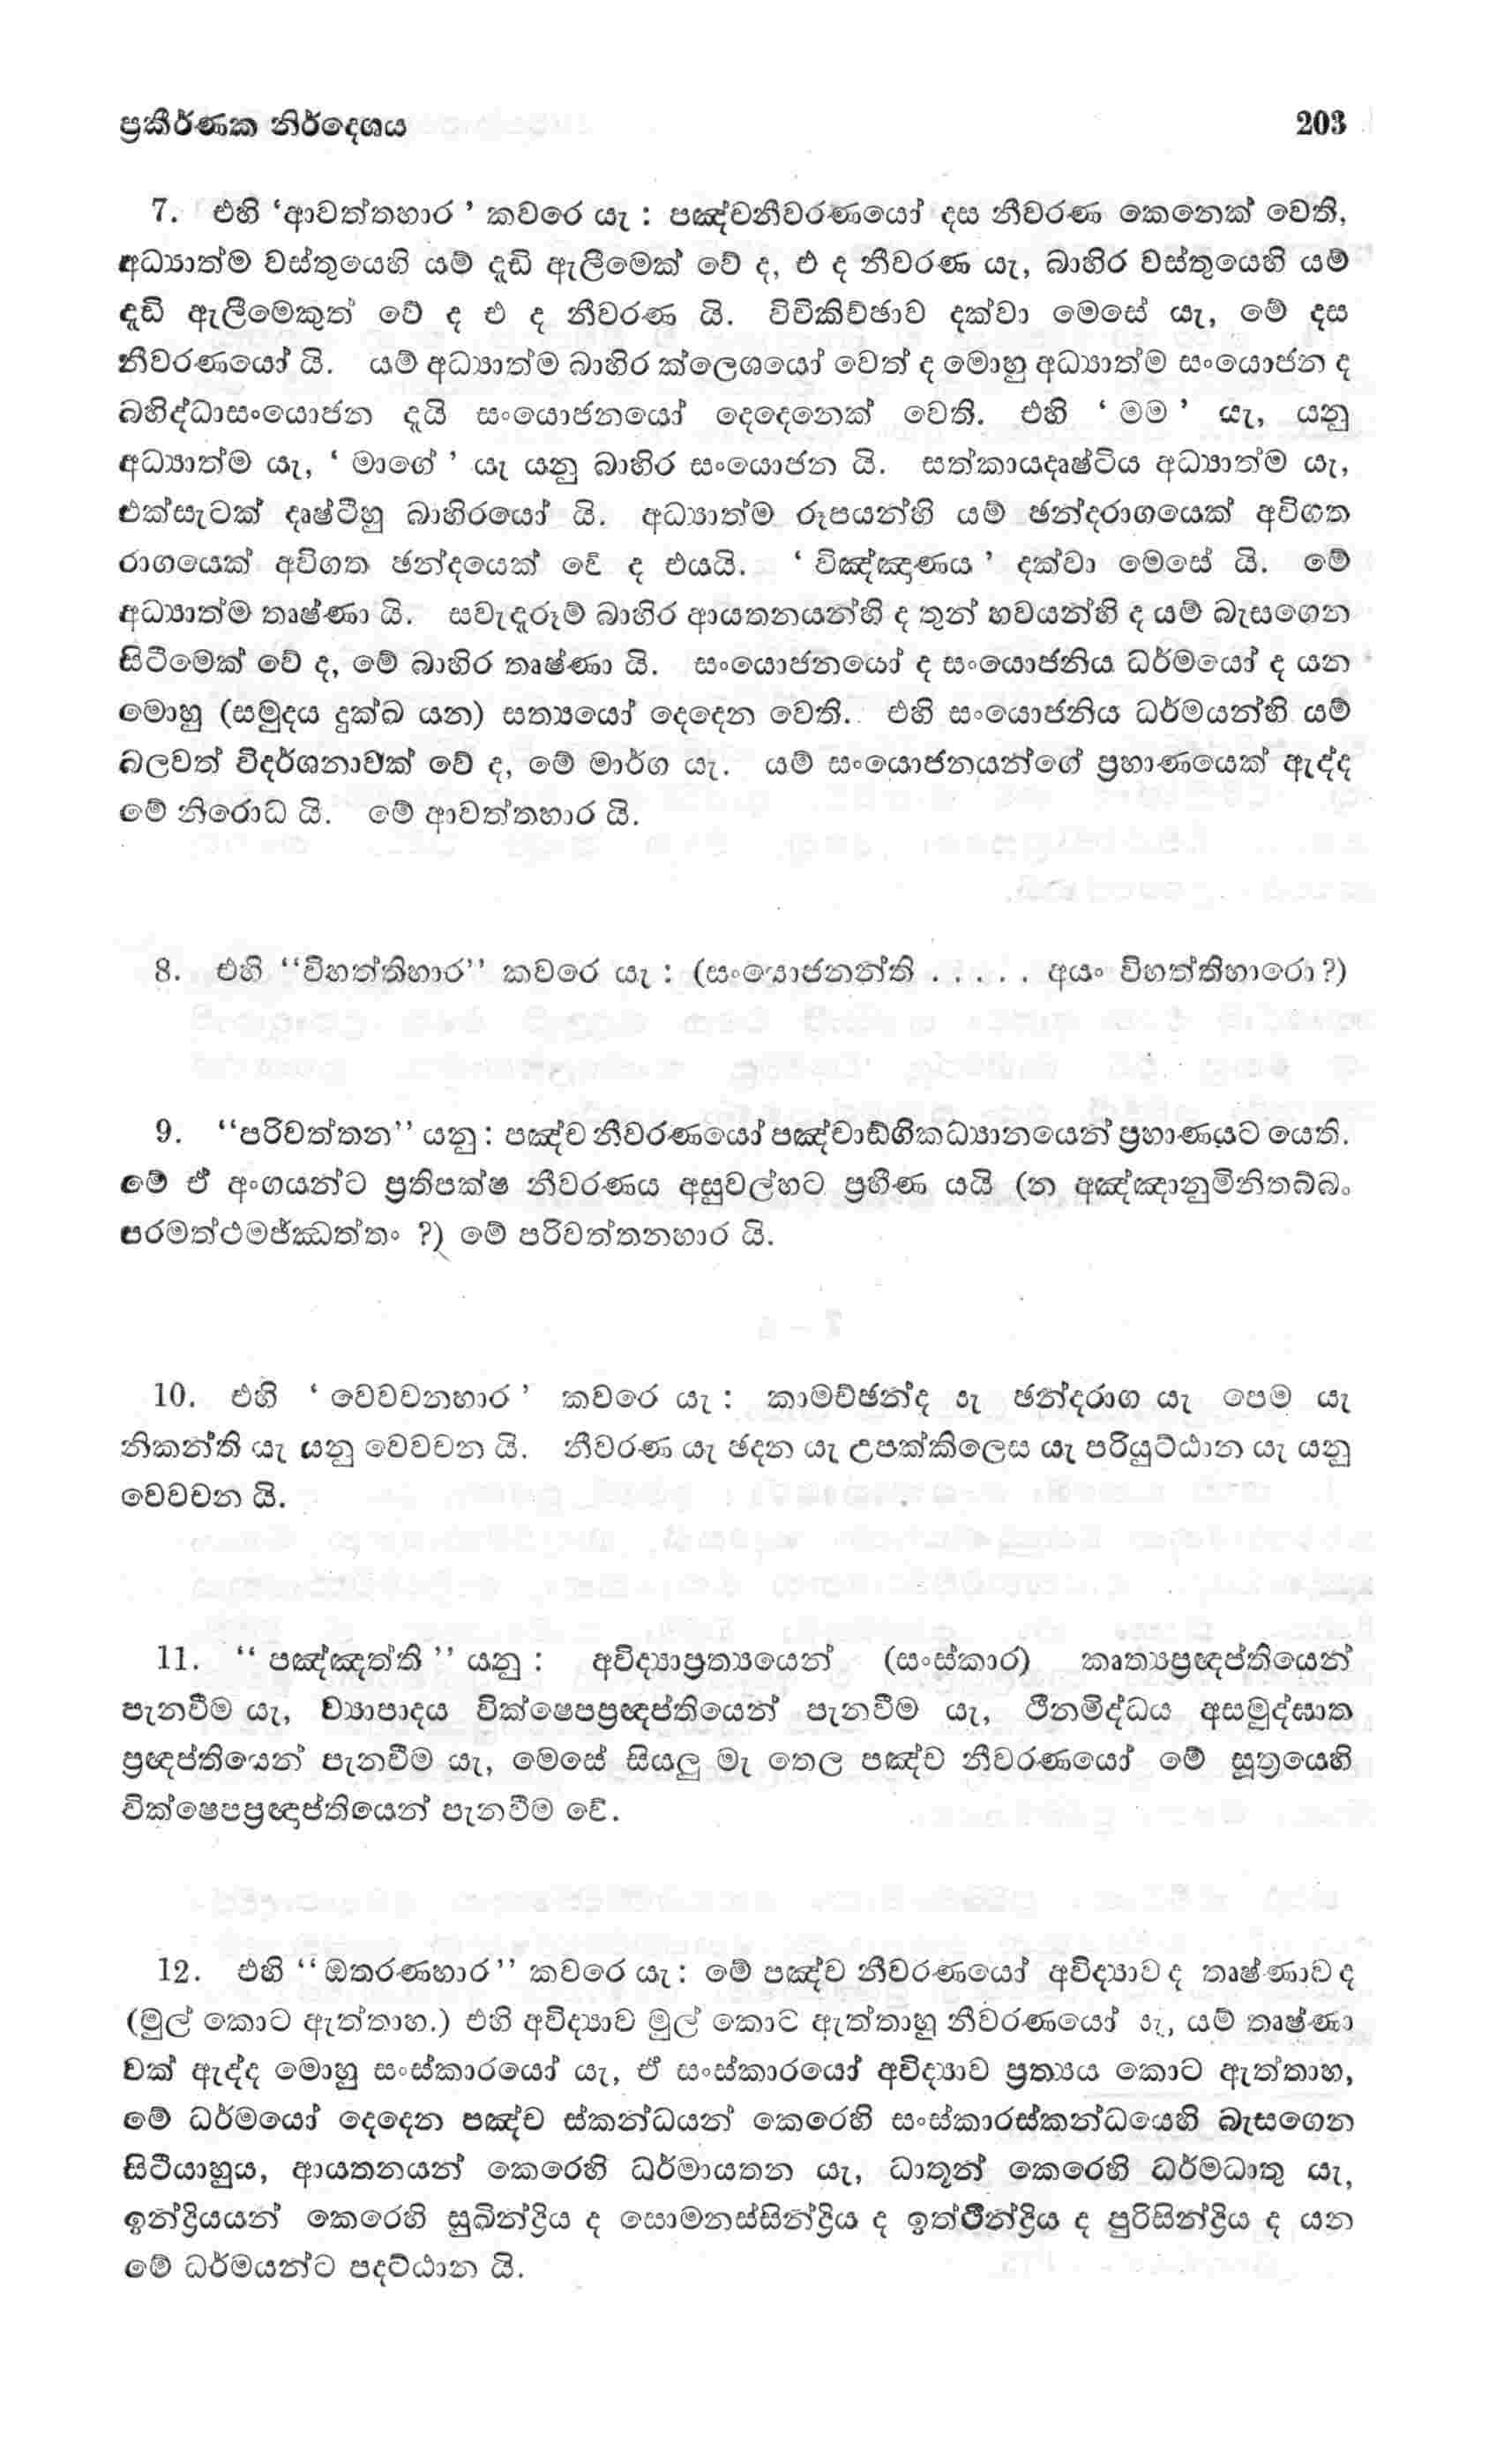 ප්‍රකීර්ණක නිර්දෙශය 203
7. එහි ‘ආවත්තහාර’ කවරෙ යැ : පඤ්චනීවරණයෝ දස නීවරණ කෙනෙක් වෙති,
අධ්‍යාත්ම වස්තුයෙහි යම් දැඩි ඇලීමෙක් වේ ද, එ ද නීවරණ යැ, බාහිර වස්තුයෙහි යම්
දැඩි ඇලීමෙකුත් වේ ද එ ද නීවරණ යි. විචිකිච්ඡාව දක්වා මෙසේ යැ, මේ දස
නීවරණයෝ යි. යම් අධ්‍යාත්ම බාහිර ක්ලෙශයෝ වෙත් ද මොහු අධ්‍යාත්ම සංයොජන ද
බහිද්ධාසංයොජන දැයි සංයොජනයෝ දෙදෙනෙක් වෙති. එහි ‘ මම ’ යැ, යනු
අධ්‍යාත්ම යැ, ‘ මාගේ ’ යැ යනු බාහිර සංයොජන යි. සත්කායදෘෂ්ටිය අධ්‍යාත්ම යැ,
එක්සැටක් දෘෂ්ටීහු බාහිරයෝ යි. අධ්‍යාත්ම රූපයන්හි යම් ඡන්දරාගයෙක් අවිගත
රාගයෙක් අවිගත ඡන්දයෙක් වේ ද එයයි. ‘ විඤ්ඤාණය ’ දක්වා මෙසේ යි. මේ
අධ්‍යාත්ම තෘෂ්ණා යි. සවැදෑරූම් බාහිර ආයතනයන්හි ද තුන් භවයන්හි ද යම් බැසගෙන
සිටීමෙක් වේ ද, මේ බාහිර තෘෂ්ණා යි. සංයොජනයෝ ද සංයොජනිය ධර්මයෝ ද යන
මොහු (සමුදය දුක්ඛ යන) සත්‍යයෝ දෙදෙන වෙති. එහි සංයොජනිය ධර්මයන්හි යම්
බලවත් විදර්ශනාවක් වේ ද, මේ මාර්ග යැ. යම් සංයොජනයන්ගේ ප්‍රහාණයෙක් ඇද්ද
මේ නිරොධ යි. මේ ආවත්තහාර යි.
8. එහි “විභත්තිහාර” කවරෙ යැ : (සංයොජනන්ති . . . . . අයං විභත්තිහාරො ?)
9. “පරිවත්තන” යනු : පඤ්ච නීවරණයෝ පඤ්චාඞ්ගිකධ්‍යානයෙන් ප්‍රහාණයට යෙති.
මේ ඒ අංගයන්ට ප්‍රතිපක්ෂ නීවරණය අසුවල්හට ප්‍රහීණ යයි (න අඤ්ඤානුමිනිතබ්බං
පරමත්ථමජ්ඣත්තං ?) මේ පරිවත්තනහාර යි.
10. එහි ‘ වෙවචනහාර ’ කවරෙ යැ : කාමච්ඡන්ද යැ ඡන්දරාග යැ පෙම යැ
නිකන්ති යැ යනු වෙවචන යි. නීවරණ යැ ඡදන යැ උපක්කිලෙස යැ පරියුට්ඨාන යැ යනු
වෙවචන යි.
11. “ පඤ්ඤත්ති ” යනු : අවිද්‍යාප්‍රත්‍යයෙන් (සංස්කාර) කෘත්‍යප්‍රඥප්තියෙන්
පැනවීම යැ, ව්‍යාපාදය වික්ෂෙපප්‍රඥප්තියෙන් පැනවීම යැ, ථීනමිද්ධය අසමුද්ඝාත
ප්‍රඥප්තියෙන් පැනවීම යැ, මෙසේ සියලු මැ තෙල පඤ්ච නීවරණයෝ මේ සූත්‍රයෙහි
වික්ෂෙපප්‍රඥාප්තියෙන් පැනවීම වේ.
12. එහි “ ඔතරණහාර” කවරෙ යැ : මේ පඤ්ච නීවරණයෝ අවිද්‍යාව ද තෘෂ්ණාව ද
(මුල් කොට ඇත්තාහ.) එහි අවිද්‍යාව මුල් කොට ඇත්තාහු නීවරණයෝ යැ, යම් තෘෂ්ණා
වක් ඇද්ද මොහු සංස්කාරයෝ යැ, ඒ සංස්කාරයෝ අවිද්‍යාව ප්‍රත්‍යය කොට ඇත්තාහ,
මේ ධර්මයෝ දෙදෙන පඤ්ච ස්කන්ධයන් කෙරෙහි සංස්කාරස්කන්ධයෙහි බැසගෙන
සිටියාහුය, ආයතනයන් කෙරෙහි ධර්මායතන යැ, ධාතූන් කෙරෙහි ධර්මධාතු යැ,
ඉන්ද්‍රියයන් කෙරෙහි සුඛින්ද්‍රිය ද සොමනස්සින්ද්‍රිය ද ඉත්ථින්ද්‍රිය ද පුරිසින්ද්‍රිය ද යන
මේ ධර්මයන්ට පදට්ඨාන යි.